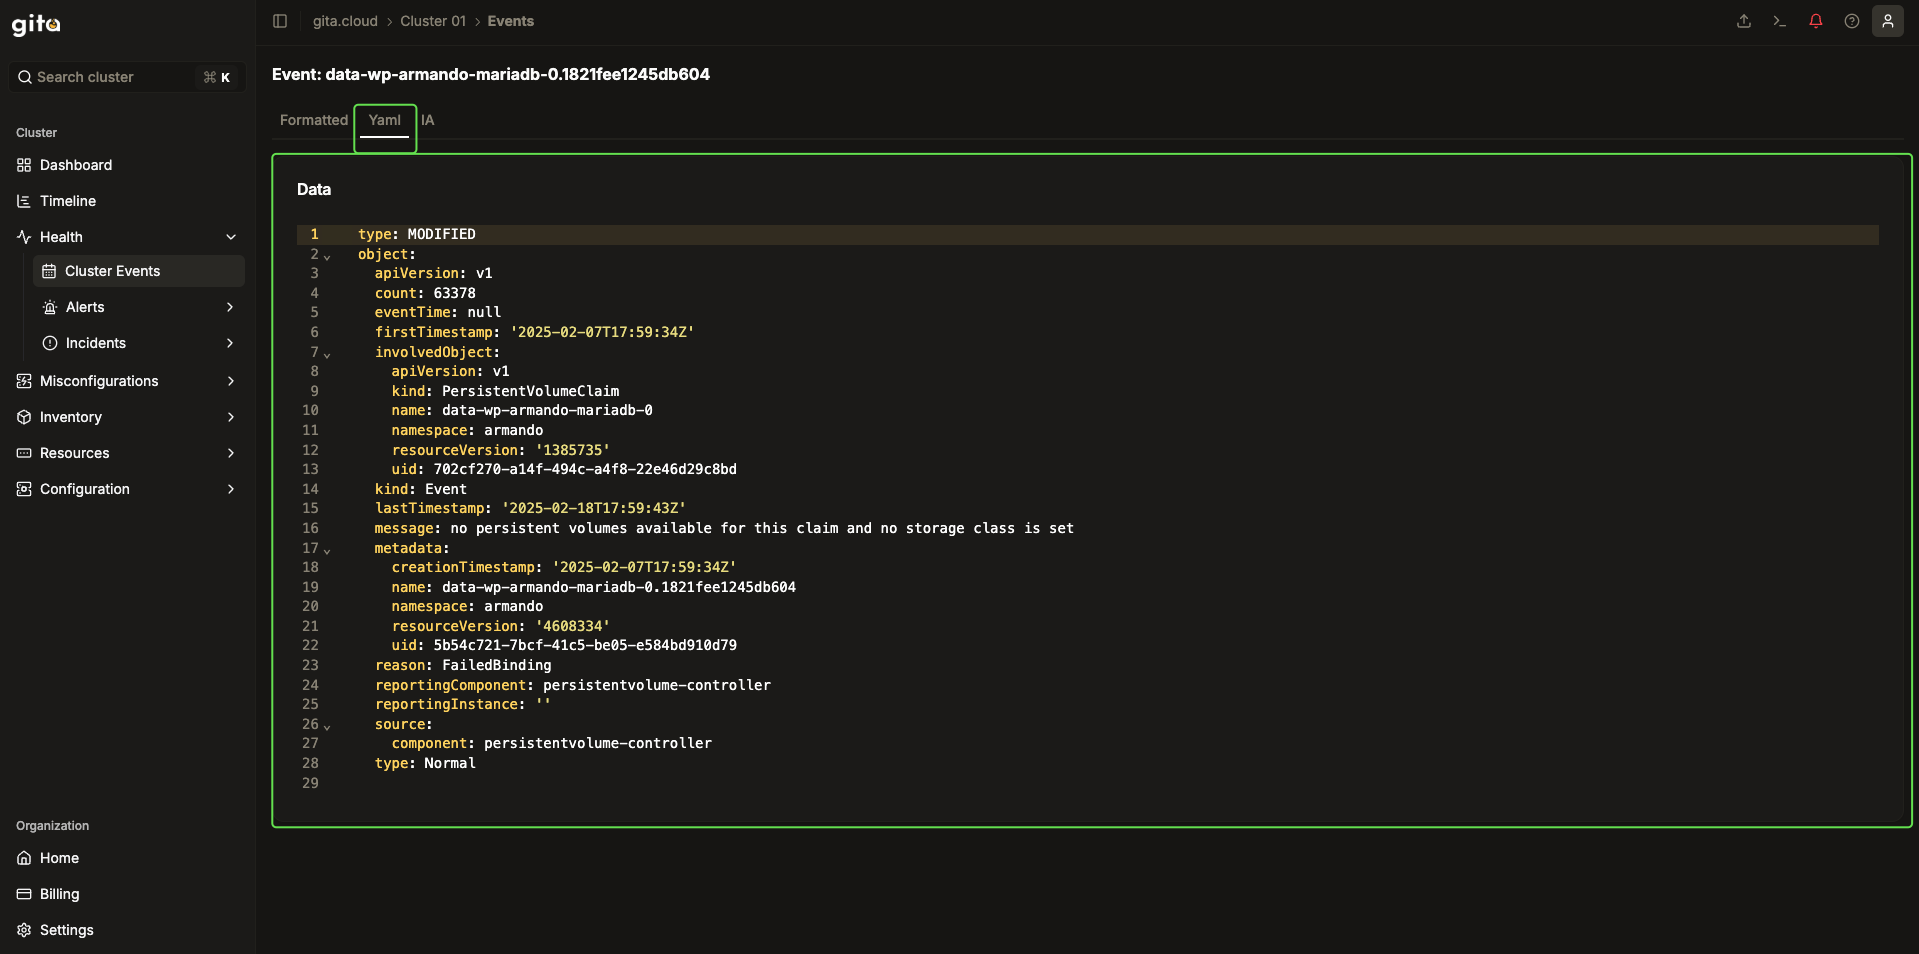 gita
Search cluster ⌘ K
Cluster
Dashboard
Timeline
Health
Cluster Events
Alerts
Incidents
Misconfigurations
Inventory
Resources
Configuration
Organization
Home
Billing
Settings
gita.cloud > Cluster 01 > Events
Event: data-wp-armando-mariadb-0.1821fee1245db604
Formatted Yaml IA
Data
1 type: MODIFIED
2 object:
3 apiVersion: v1
4 count: 63378
5 eventTime: null
6 firstTimestamp: '2025-02-07T17:59:34Z'
7 involvedObject:
8 apiVersion: v1
9 kind: PersistentVolumeClaim
10 name: data-wp-armando-mariadb-0
11 namespace: armando
12 resourceVersion: '1385735'
13 uid: 702cf270-a14f-494c-a4f8-22e46d29c8bd
14 kind: Event
15 lastTimestamp: '2025-02-18T17:59:43Z'
16 message: no persistent volumes available for this claim and no storage class is set
17 metadata:
18 creationTimestamp: '2025-02-07T17:59:34Z'
19 name: data-wp-armando-mariadb-0.1821fee1245db604
20 namespace: armando
21 resourceVersion: '4608334'
22 uid: 5b54c721-7bcf-41c5-be05-e584bd910d79
23 reason: FailedBinding
24 reportingComponent: persistentvolume-controller
25 reportingInstance: ''
26 source:
27 component: persistentvolume-controller
28 type: Normal
29